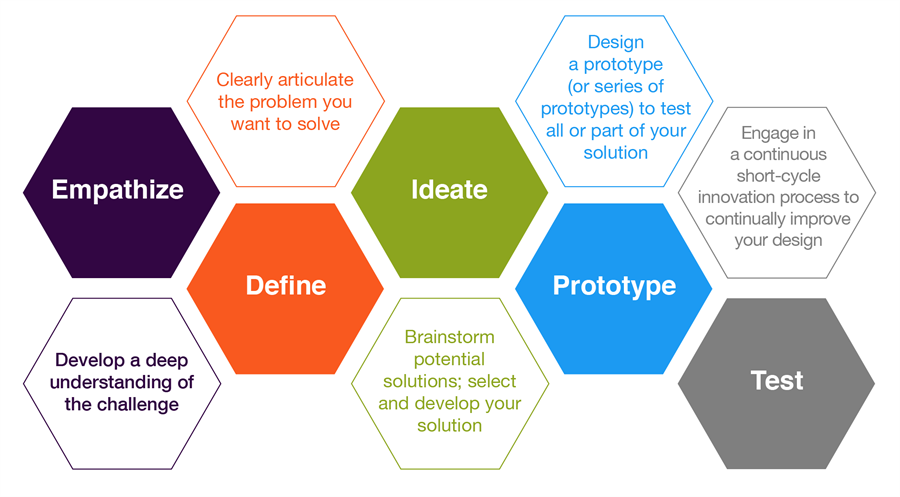 Empathize
Develop a deep
understanding of
the challenge
Clearly articulate
the problem you
want to solve
Define
Ideate
Brainstorm
potential
solutions; select
and develop your
solution
Design
a prototype
(or series of
prototypes) to test
all or part of your
solution
Prototype
Engage in
a continuous
short-cycle
innovation process to
continually improve
your design
Test